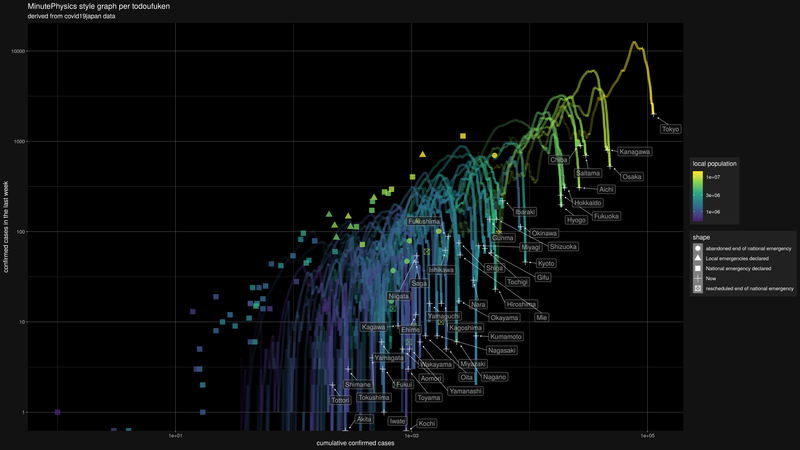 MinutePhysics style graph per todoufuken
derived from covid19japan data
confirmed cases in the last week
10000
1000
100
10
1
1e+01
1e+03
1e+05
cumulative confirmed cases
Tokyo
Kanagawa
Chiba
Saitama
Osaka
Aichi
Hokkaido
Fukuoka
Hyogo
Ibaraki
Fukushima
Okinawa
Gunma
Miyagi
Shizuoka
Kyoto
Ishikawa
Shiga
Gifu
Tochigi
Saga
Niigata
Nara
Hiroshima
Mie
Yamaguchi
Okayama
Kagawa
Ehime
Kagoshima
Kumamoto
Nagasaki
Yamagata
Wakayama
Miyazaki
Shimane
Fukui
Aomori
Oita
Nagano
Tottori
Tokushima
Toyama
Yamanashi
Akita
Iwate
Kochi
local population
1e+07
3e+06
1e+06
shape
abandoned end of national emergency
Local emergencies declared
National emergency declared
Now
rescheduled end of national emergency